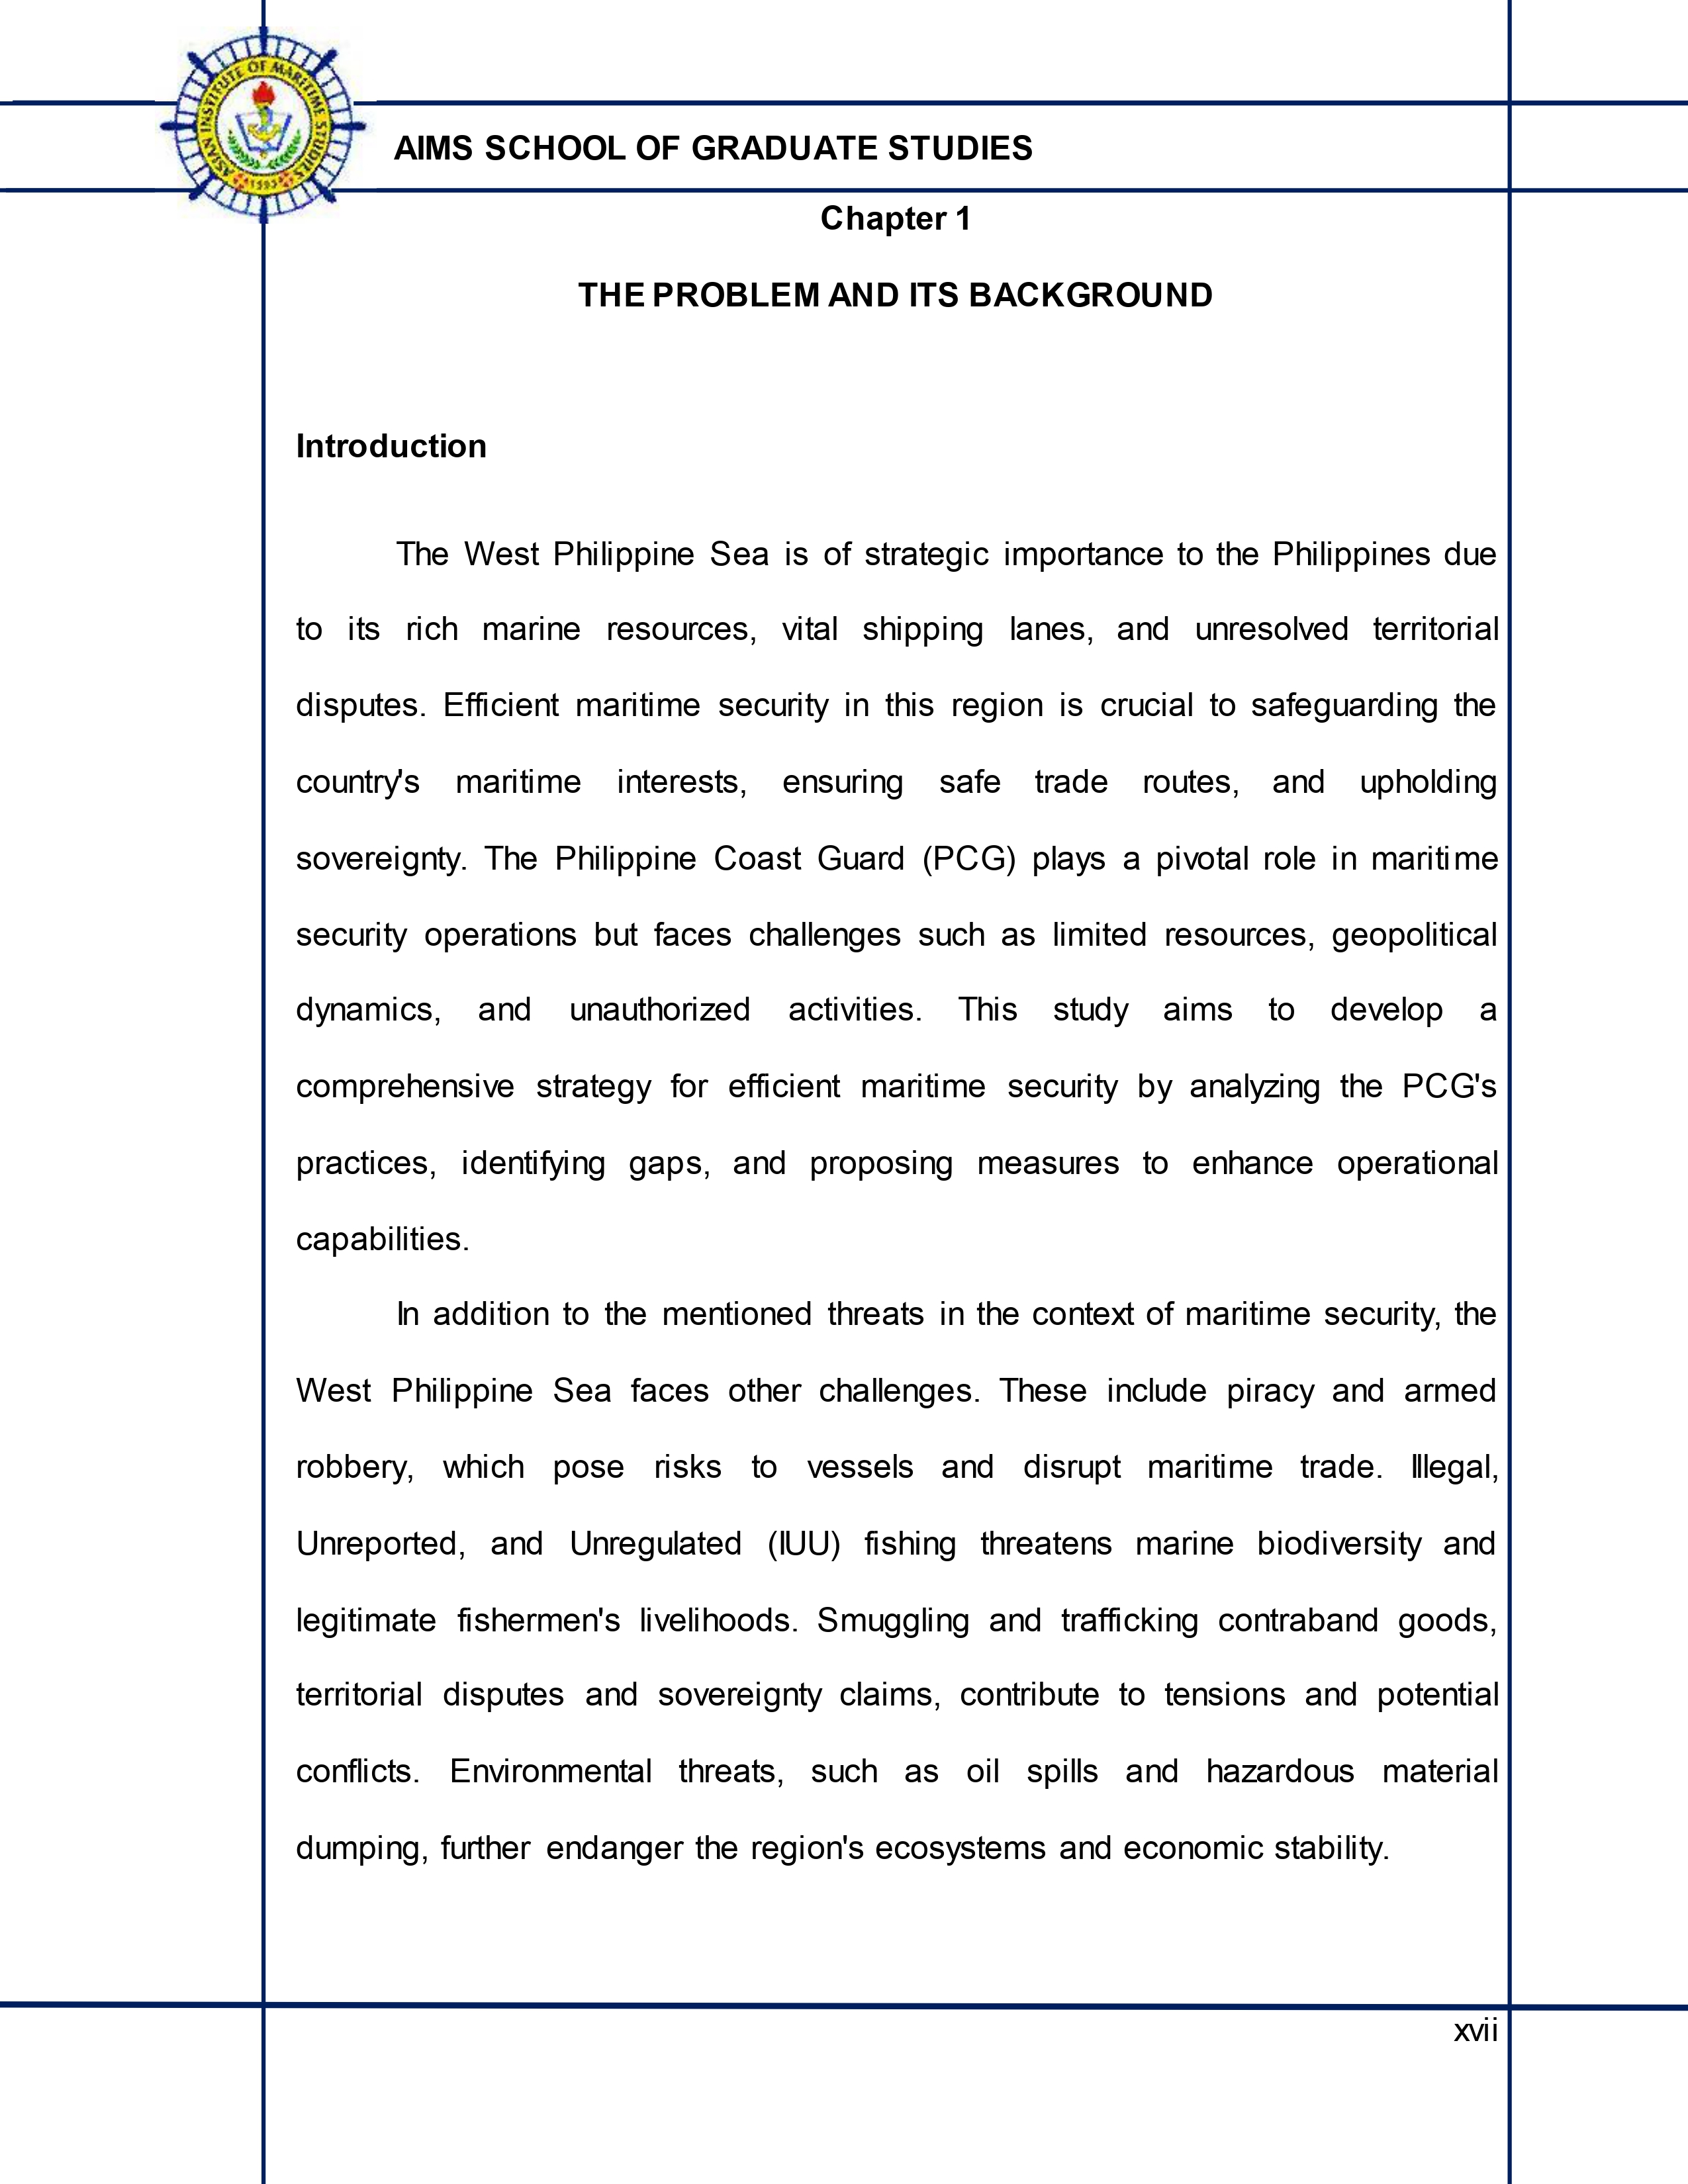 ASIAN INSTITUTE OF MARITIME STUDIES
1993
AIMS SCHOOL OF GRADUATE STUDIES
Chapter 1
THE PROBLEM AND ITS BACKGROUND
Introduction
The West Philippine Sea is of strategic importance to the Philippines due
to its rich marine resources, vital shipping lanes, and unresolved territorial
disputes. Efficient maritime security in this region is crucial to safeguarding the
country's maritime interests, ensuring safe trade routes, and upholding
sovereignty. The Philippine Coast Guard (PCG) plays a pivotal role in maritime
security operations but faces challenges such as limited resources, geopolitical
dynamics, and unauthorized activities. This study aims to develop a
comprehensive strategy for efficient maritime security by analyzing the PCG's
practices, identifying gaps, and proposing measures to enhance operational
capabilities.
In addition to the mentioned threats in the context of maritime security, the
West Philippine Sea faces other challenges. These include piracy and armed
robbery, which pose risks to vessels and disrupt maritime trade. Illegal,
Unreported, and Unregulated (IUU) fishing threatens marine biodiversity and
legitimate fishermen's livelihoods. Smuggling and trafficking contraband goods,
territorial disputes and sovereignty claims, contribute to tensions and potential
conflicts. Environmental threats, such as oil spills and hazardous material
dumping, further endanger the region's ecosystems and economic stability.
xvii